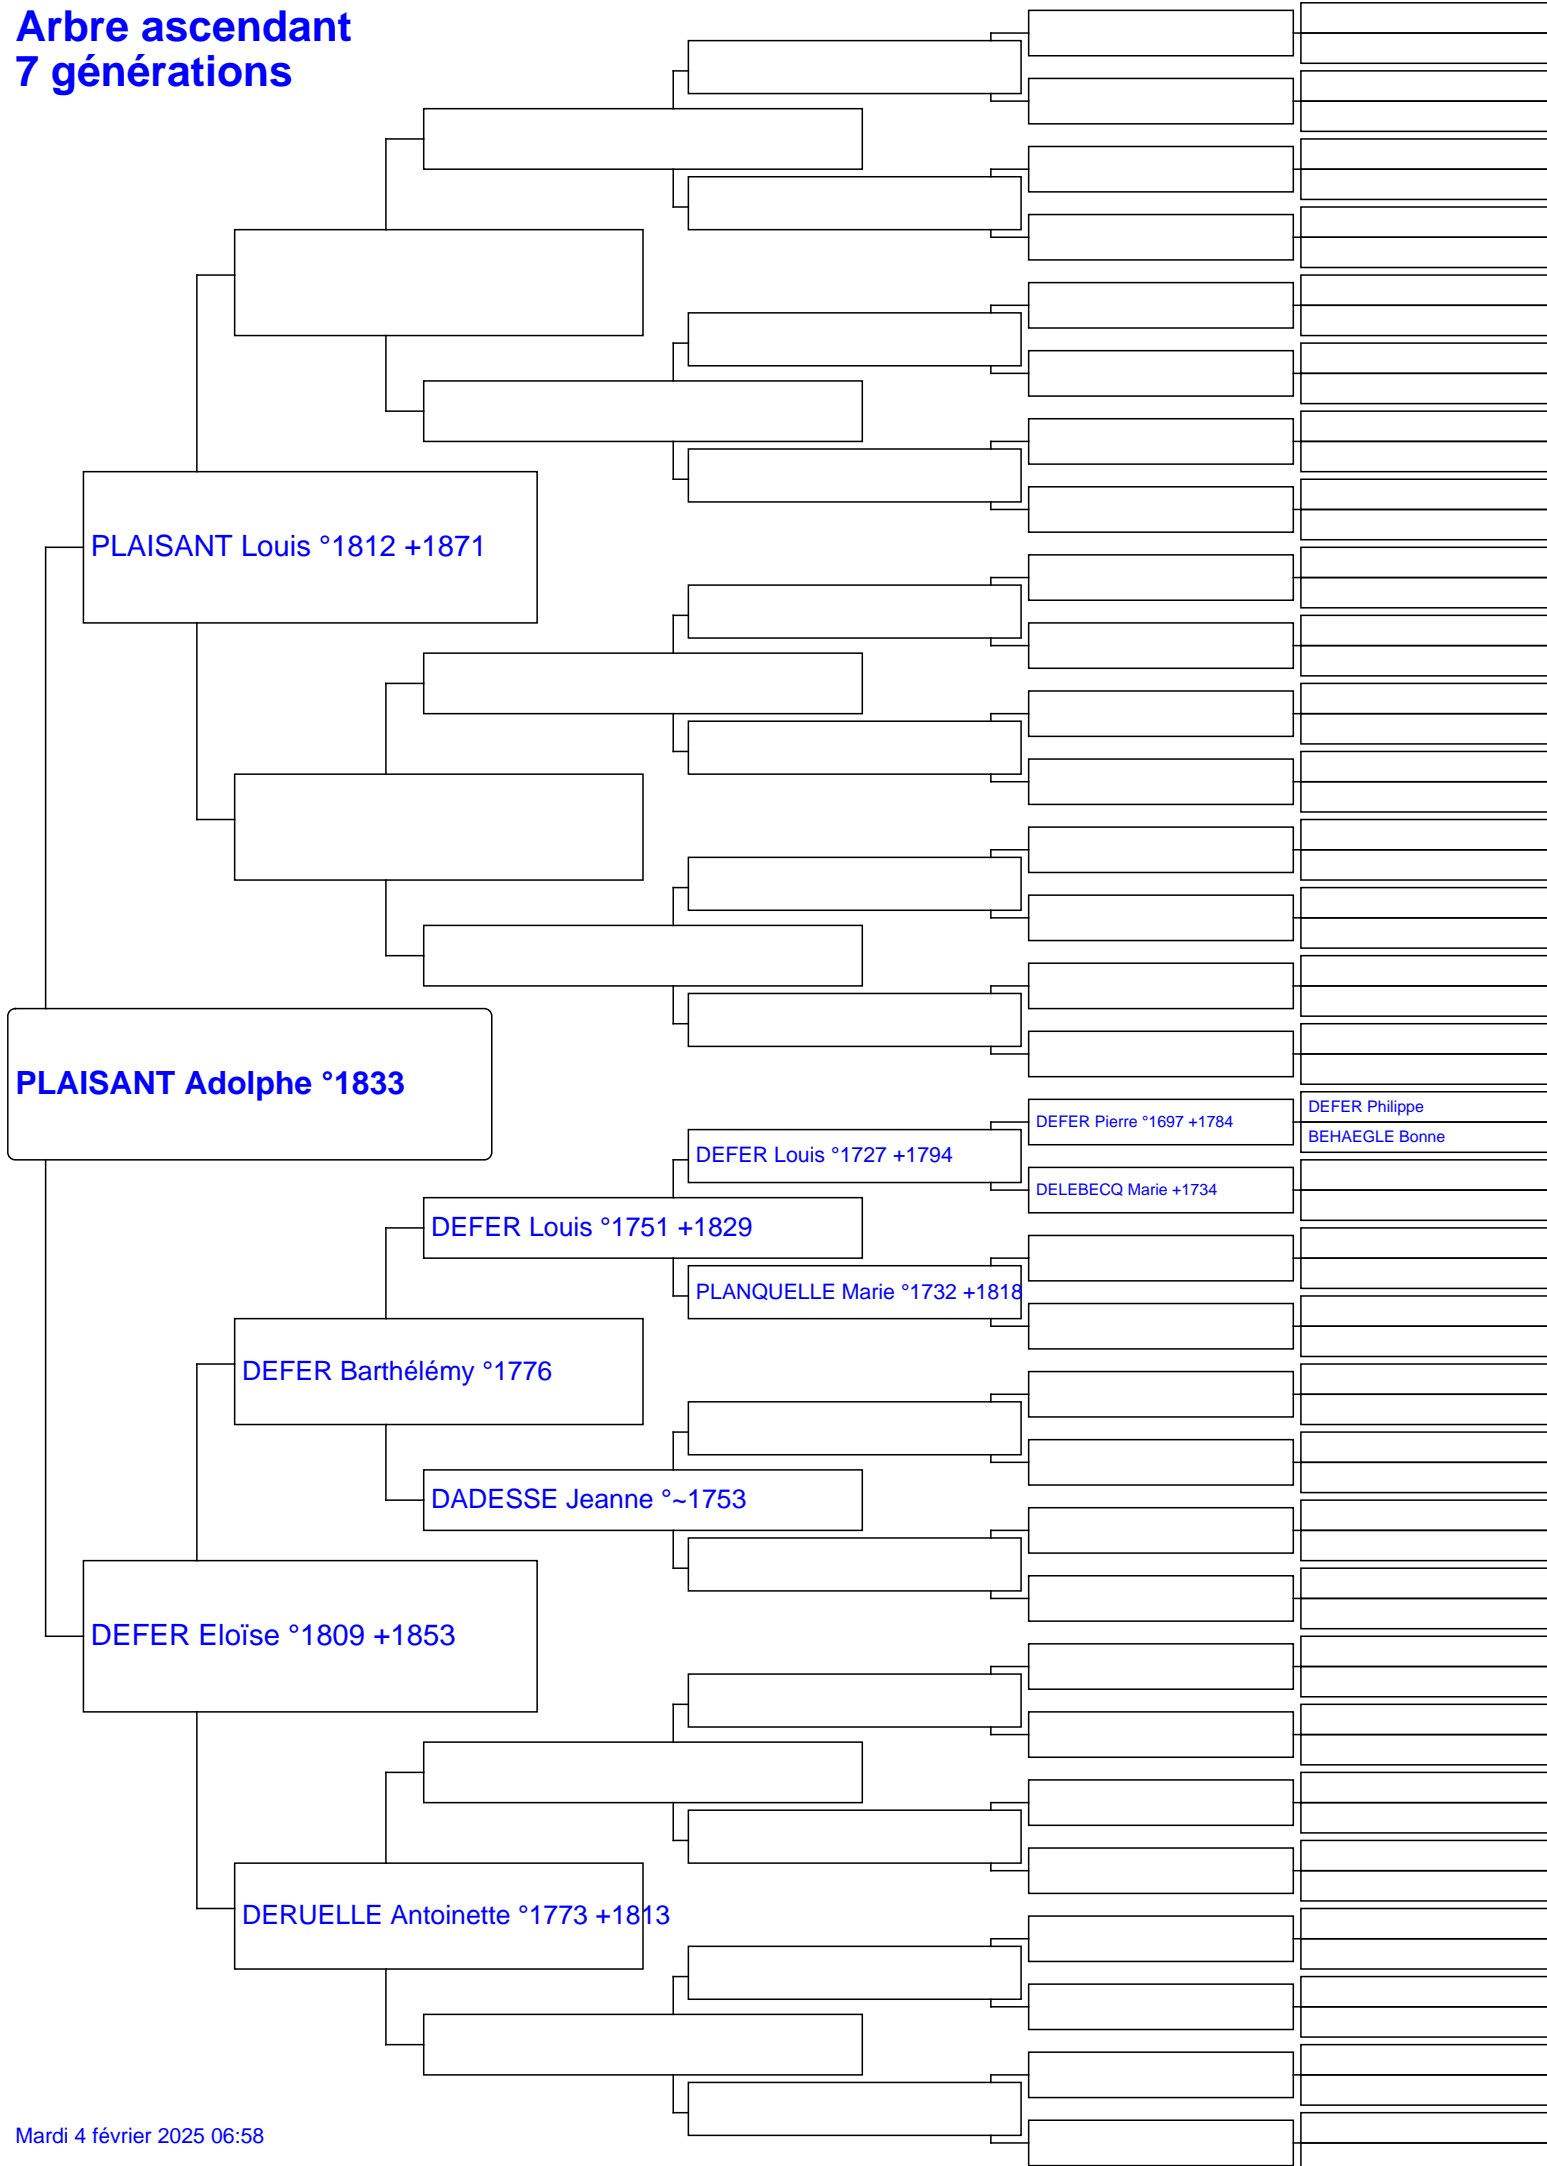 Arbre ascendant
7 générations
PLAISANT Louis °1812 +1871
PLAISANT Adolphe °1833
DEFER Philippe
DEFER Pierre °1697 +1784
BEHAEGLE Bonne
DEFER Louis °1727 +1794
DELEBECQ Marie +1734
DEFER Louis °1751 +1829
PLANQUELLE Marie °1732 +1818
DEFER Barthélémy °1776
DADESSE Jeanne °~1753
DEFER Eloïse °1809 +1853
DERUELLE Antoinette °1773 +1813
Mardi 4 février 2025 06:58